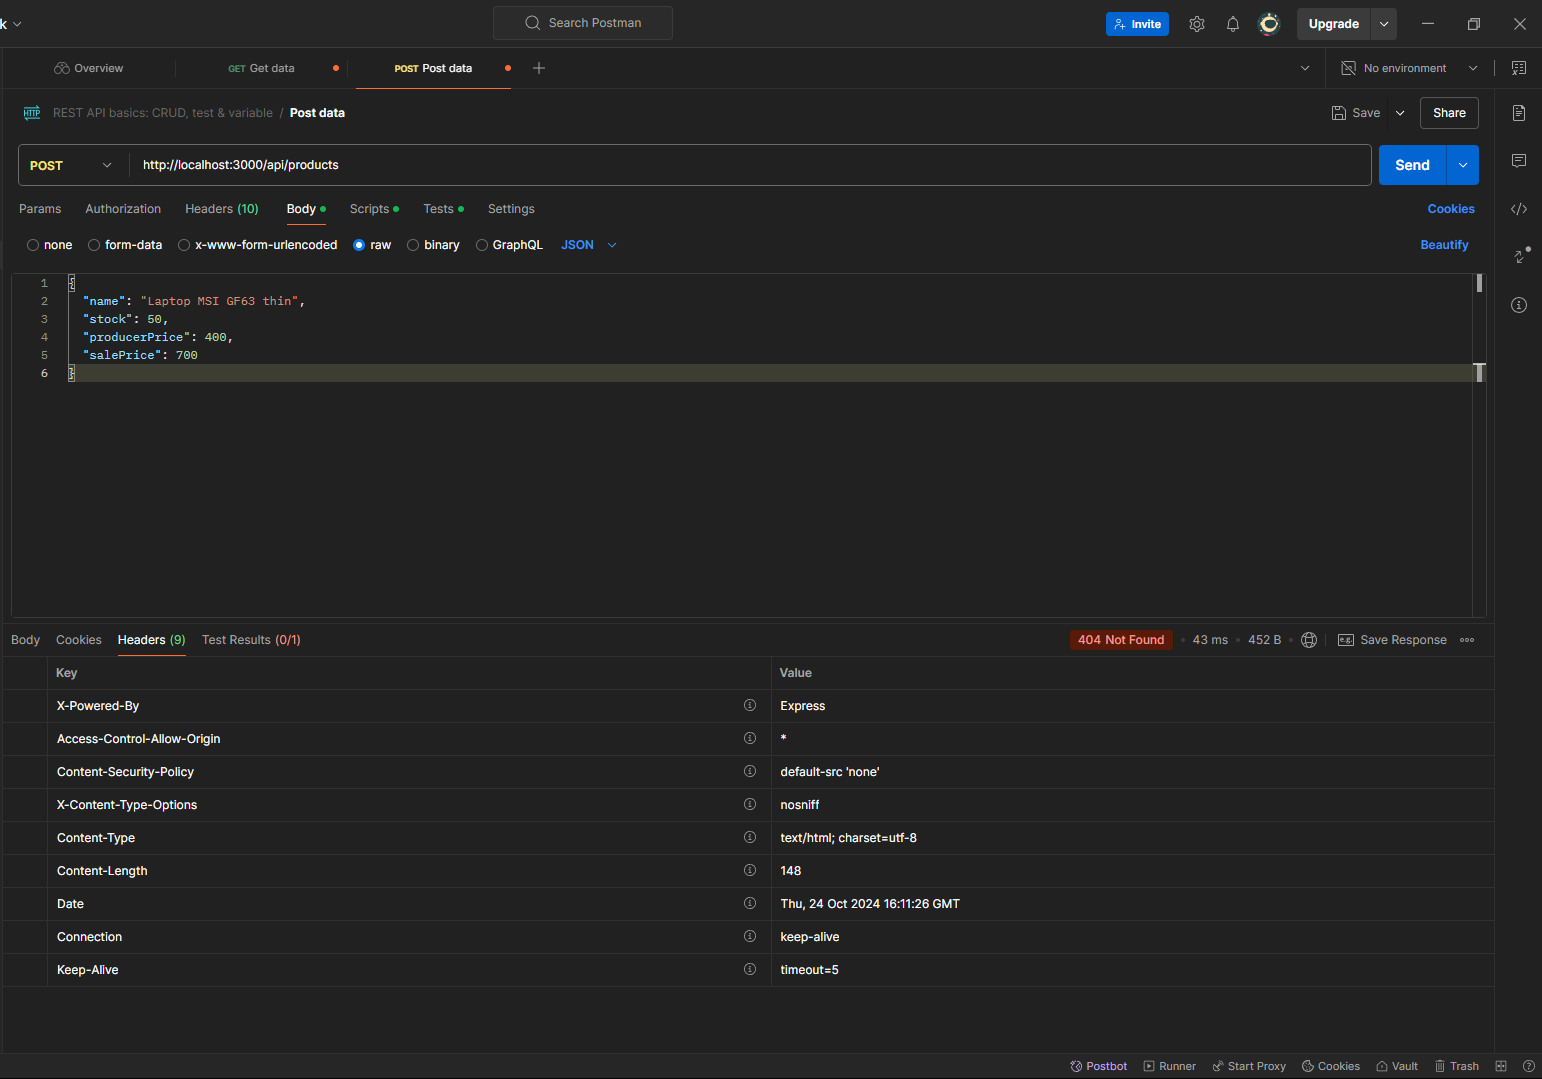 k
Search Postman
Invite
Upgrade
Overview
GET Get data
POST Post data
No environment
HTTP
REST API basics: CRUD, test & variable / Post data
Save
Share
POST
http://localhost:3000/api/products
Send
Params
Authorization
Headers (10)
Body
Scripts
Tests
Settings
Cookies
none
form-data
x-www-form-urlencoded
raw
binary
GraphQL
JSON
Beautify
1 {
2 "name": "Laptop MSI GF63 thin",
3 "stock": 50,
4 "producerPrice": 400,
5 "salePrice": 700
6 }
Body
Cookies
Headers (9)
Test Results (0/1)
404 Not Found
43 ms
452 B
e.g.
Save Response
Key Value
X-Powered-By Express
Access-Control-Allow-Origin *
Content-Security-Policy default-src 'none'
X-Content-Type-Options nosniff
Content-Type text/html; charset=utf-8
Content-Length 148
Date Thu, 24 Oct 2024 16:11:26 GMT
Connection keep-alive
Keep-Alive timeout=5
Postbot
Runner
Start Proxy
Cookies
Vault
Trash